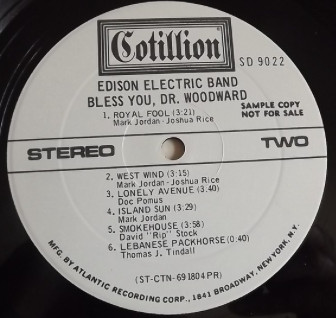 Cotillion
SD 9022
EDISON ELECTRIC BAND
BLESS YOU, DR. WOODWARD
SAMPLE COPY
NOT FOR SALE
1. ROYAL FOOL (3:21)
Mark Jordan-Joshua Rice
STEREO
TWO
2. WEST WIND (3:15)
Mark Jordan-Joshua Rice
3. LONELY AVENUE (3:40)
Doc Pomus
4. ISLAND SUN (3:29)
Mark Jordan
5. SMOKEHOUSE (3:58)
David "Rip" Stock
6. LEBANESE PACKHORSE (0:40)
Thomas J. Tindall
(ST-CTN-691804PR)
MFG. BY ATLANTIC RECORDING CORP., 1841 BROADWAY, NEW YORK, N.Y.